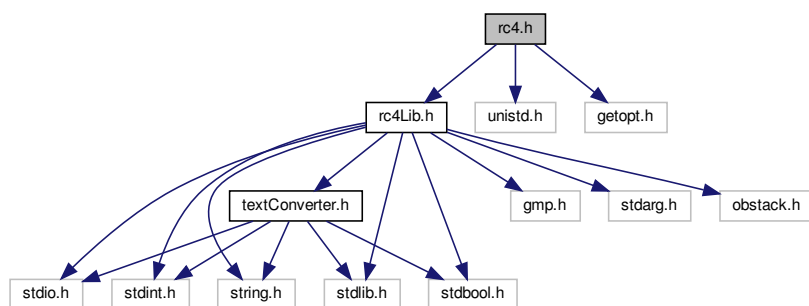 rc4.h
rc4Lib.h
unistd.h
getopt.h
textConverter.h
gmp.h
stdarg.h
obstack.h
stdio.h
stdint.h
string.h
stdlib.h
stdbool.h